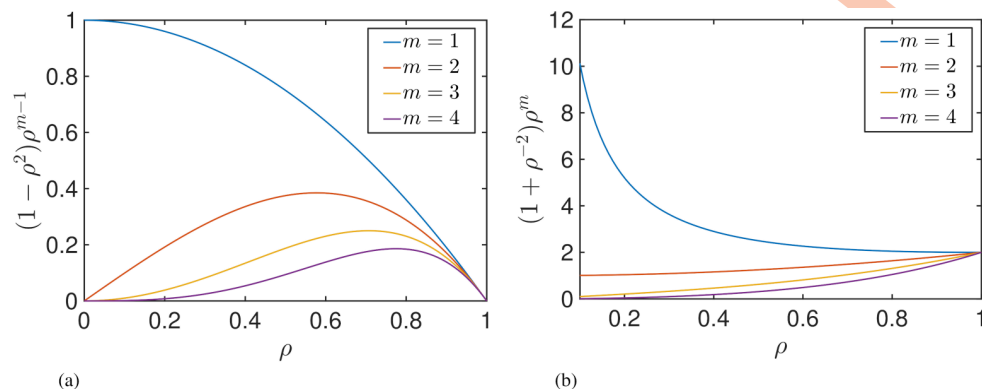 1
0.8
0.6
0.4
0.2
0
(1 − ρ²)ρᵐ⁻¹
0 0.2 0.4 0.6 0.8 1
ρ
m = 1
m = 2
m = 3
m = 4
(a)
12
10
8
6
4
2
0
(1 + ρ⁻²)ρᵐ
0.2 0.4 0.6 0.8 1
ρ
m = 1
m = 2
m = 3
m = 4
(b)